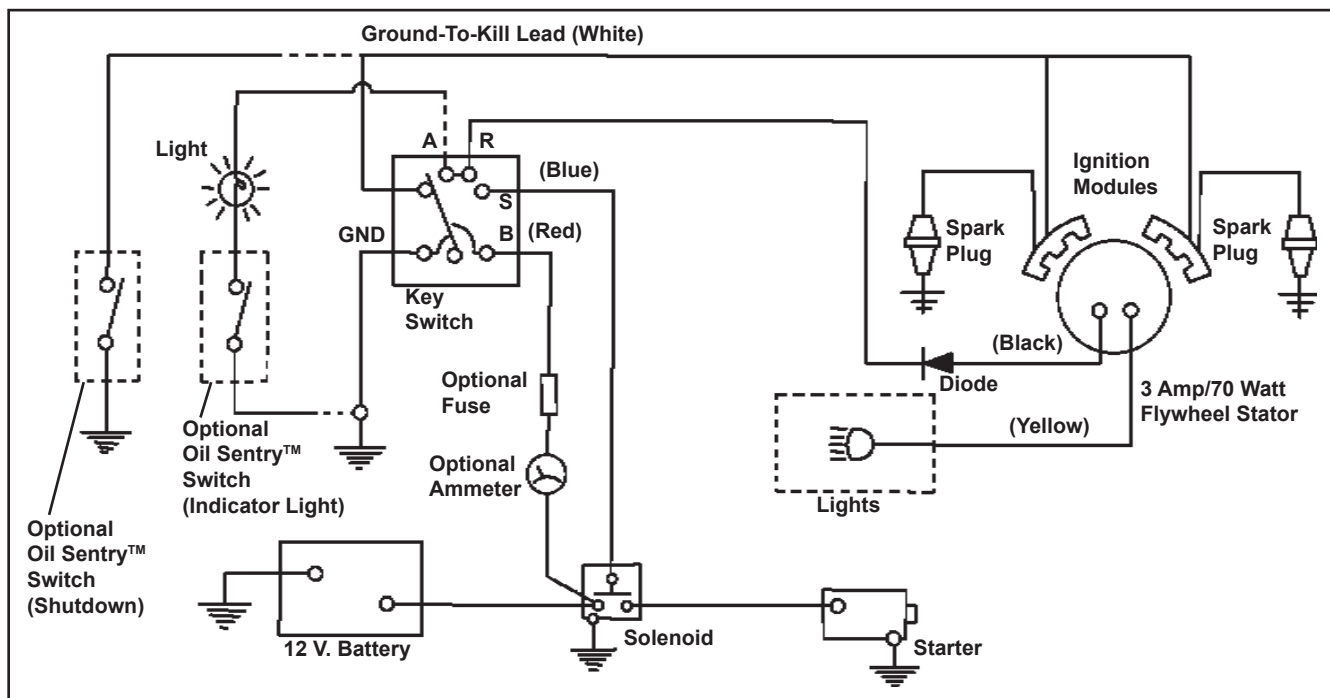 Ground-To-Kill Lead (White)
Light
A
R
(Blue)
S
GND
B
(Red)
Key
Switch
Ignition
Modules
Spark
Plug
Spark
Plug
(Black)
Diode
3 Amp/70 Watt
Flywheel Stator
(Yellow)
Lights
Optional
Fuse
Optional
Ammeter
Optional
Oil Sentry™
Switch
(Indicator Light)
Optional
Oil Sentry™
Switch
(Shutdown)
12 V. Battery
Solenoid
Starter